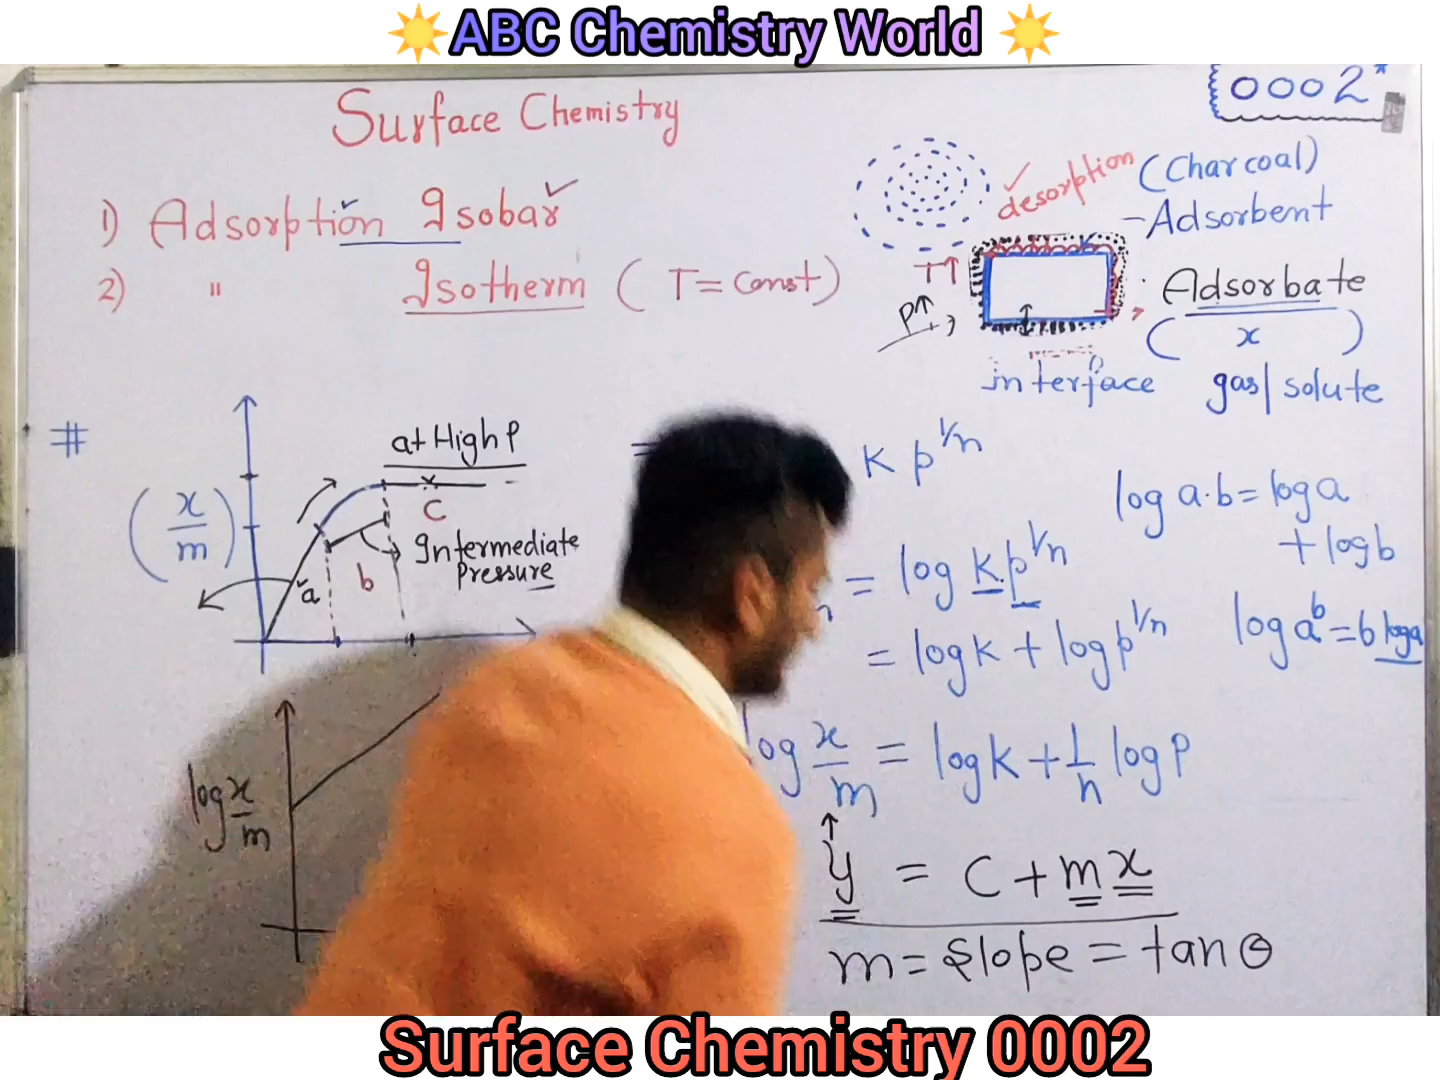 ABC Chemistry World
0002
Surface Chemistry
1) Adsorption Isobar
2) " Isotherm (T = Const)
desorption
(Charcoal)
- Adsorbent
T↑
P↑
Adsorbate
( x )
interface
gas/solute
#
at High P
(x/m)
a
b
c
Intermediate
Pressure
= K p^1/n
= log K.p^1/n
= log K + log p^1/n
log x/m = log K + 1/n log P
log a.b = log a
+ log b
log a^b = b log a
log x/m
y = C + mx
m = Slope = tan θ
Surface Chemistry 0002